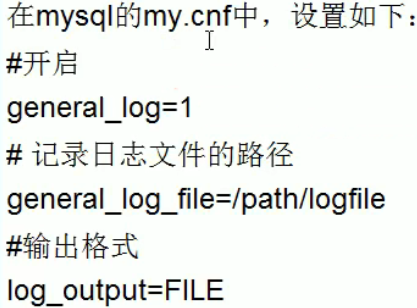 在mysql的my.cnf中，设置如下：
#开启
general_log=1
# 记录日志文件的路径
general_log_file=/path/logfile
#输出格式
log_output=FILE